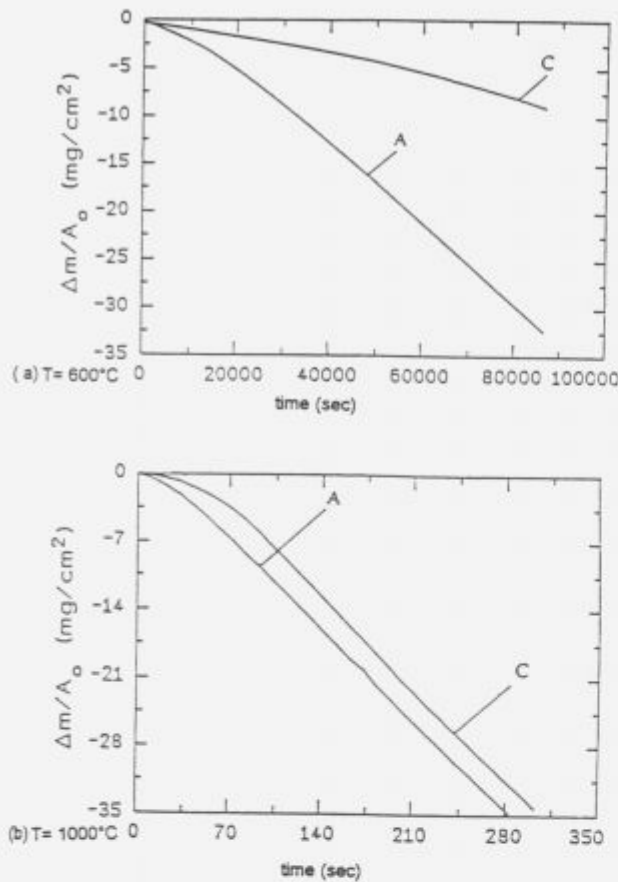 0
-5
-10
-15
-20
-25
-30
-35
Δm/A₀ (mg/cm²)
C
A
(a) T= 600°C 0 20000 40000 60000 80000 100000
time (sec)
0
-7
-14
-21
-28
-35
Δm/A₀ (mg/cm²)
A
C
(b) T= 1000°C 0 70 140 210 280 350
time (sec)